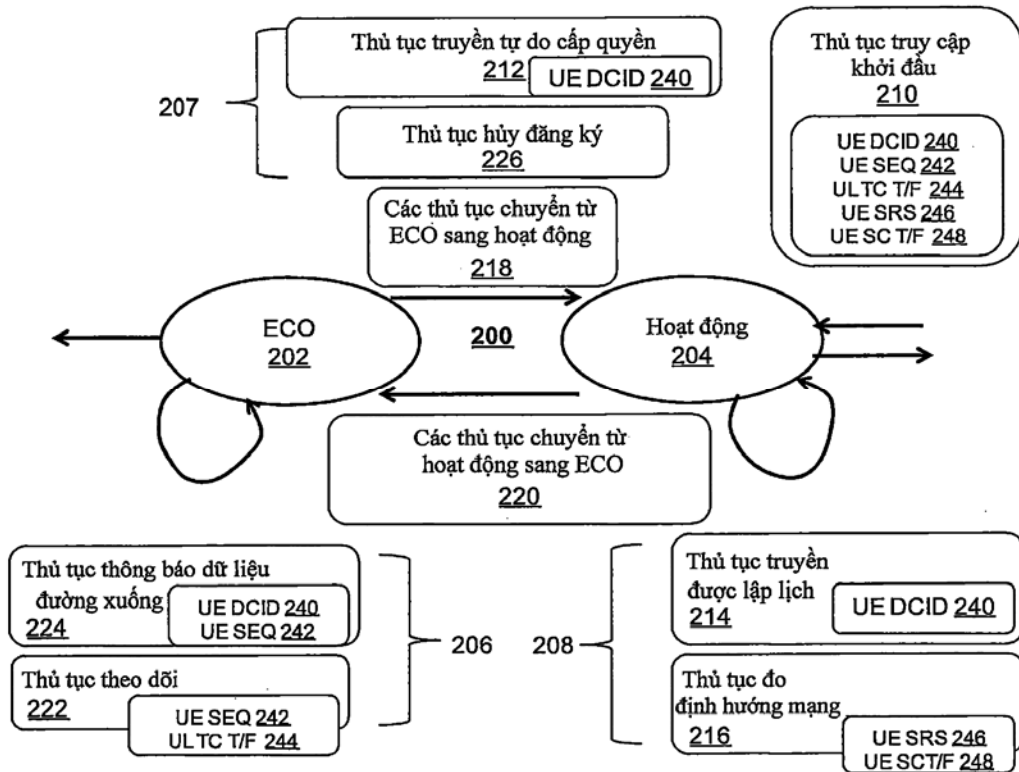 Thủ tục truyền tự do cấp quyền
212
UE DCID 240
207
Thủ tục hủy đăng ký
226
Thủ tục truy cập
khởi đầu
210
UE DCID 240
UE SEQ 242
ULTC T/F 244
UE SRS 246
UE SC T/F 248
Các thủ tục chuyển từ
ECO sang hoạt động
218
ECO
202
200
Hoạt động
204
Các thủ tục chuyển từ
hoạt động sang ECO
220
Thủ tục thông báo dữ liệu
đường xuống
224
UE DCID 240
UE SEQ 242
Thủ tục theo dõi
222
UE SEQ 242
ULTC T/F 244
206
208
Thủ tục truyền
được lập lịch
214
UE DCID 240
Thủ tục đo
định hướng mạng
216
UE SRS 246
UE SCT/F 248